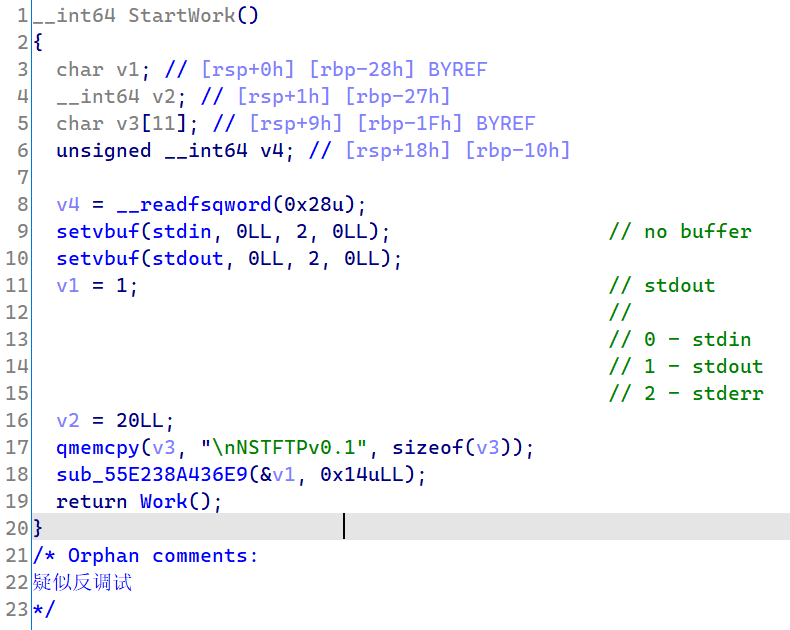 1 __int64 StartWork()
2 {
3   char v1; // [rsp+0h] [rbp-28h] BYREF
4   __int64 v2; // [rsp+1h] [rbp-27h]
5   char v3[11]; // [rsp+9h] [rbp-1Fh] BYREF
6   unsigned __int64 v4; // [rsp+18h] [rbp-10h]
7
8   v4 = __readfsqword(0x28u);
9   setvbuf(stdin, 0LL, 2, 0LL);                  // no buffer
10   setvbuf(stdout, 0LL, 2, 0LL);
11   v1 = 1;                                       // stdout
12                                                 //
13                                                 // 0 - stdin
14                                                 // 1 - stdout
15                                                 // 2 - stderr
16   v2 = 20LL;
17   qmemcpy(v3, "\nNSTFTPv0.1", sizeof(v3));
18   sub_55E238A436E9(&v1, 0x14uLL);
19   return Work();
20 }
21 /* Orphan comments:
22 疑似反调试
23 */